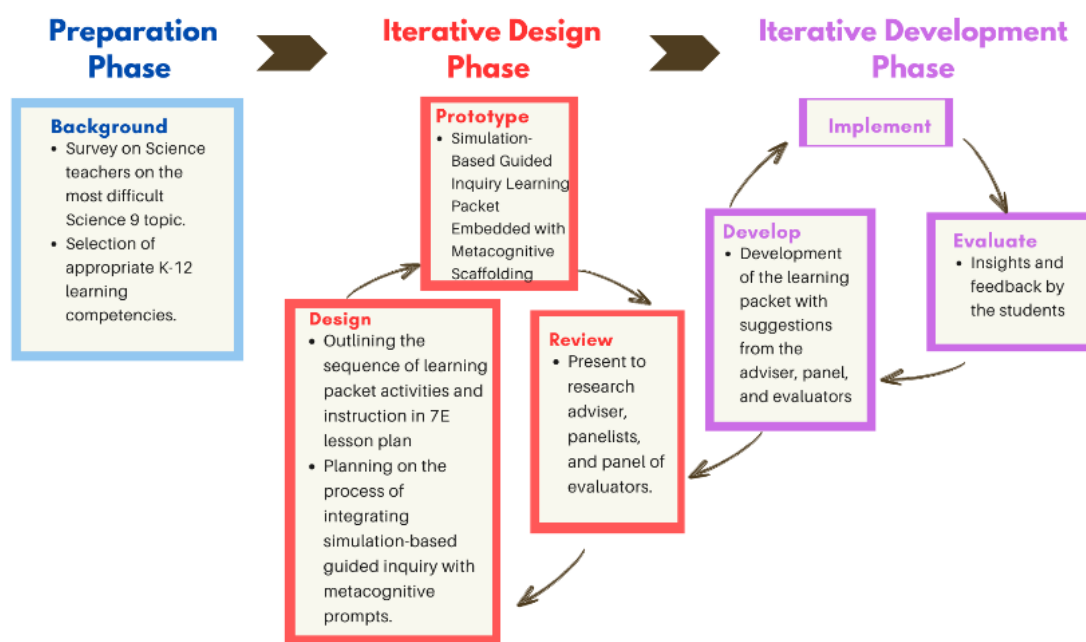 Preparation
Phase
Iterative Design
Phase
Iterative Development
Phase
Background
• Survey on Science
teachers on the
most difficult
Science 9 topic.
• Selection of
appropriate K-12
learning
competencies.
Prototype
• Simulation-
Based Guided
Inquiry Learning
Packet
Embedded with
Metacognitive
Scaffolding
Design
• Outlining the
sequence of learning
packet activities and
instruction in 7E
lesson plan
• Planning on the
process of
integrating
simulation-based
guided inquiry with
metacognitive
prompts.
Review
• Present to
research
adviser,
panelists,
and panel of
evaluators.
Implement
Develop
• Development
of the learning
packet with
suggestions
from the
adviser, panel,
and evaluators
Evaluate
• Insights and
feedback by
the students